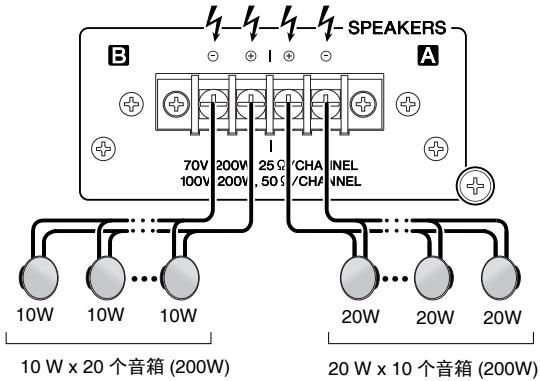 SPEAKERS
B
A
70V, 200W, 25 Ω/CHANNEL
100V, 200W, 50 Ω/CHANNEL
10W 10W 10W
20W 20W 20W
10 W x 20 个音箱 (200W)
20 W x 10 个音箱 (200W)